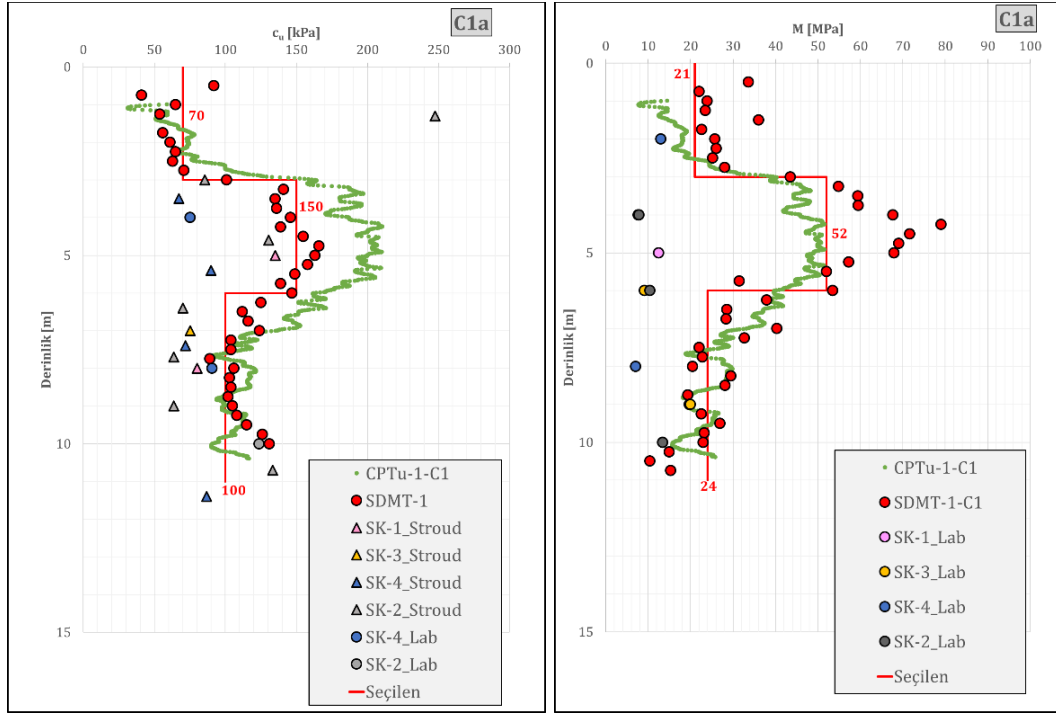 C1a
cu [kPa]
0 50 100 150 200 250 300
0
5
10
15
Derinlik [m]
70
150
100
CPTu-1-C1
SDMT-1
SK-1_Stroud
SK-3_Stroud
SK-4_Stroud
SK-2_Stroud
SK-4_Lab
SK-2_Lab
Seçilen
C1a
M [MPa]
0 10 20 30 40 50 60 70 80 90 100
0
5
10
15
Derinlik [m]
21
52
24
CPTu-1-C1
SDMT-1-C1
SK-1_Lab
SK-3_Lab
SK-4_Lab
SK-2_Lab
Seçilen